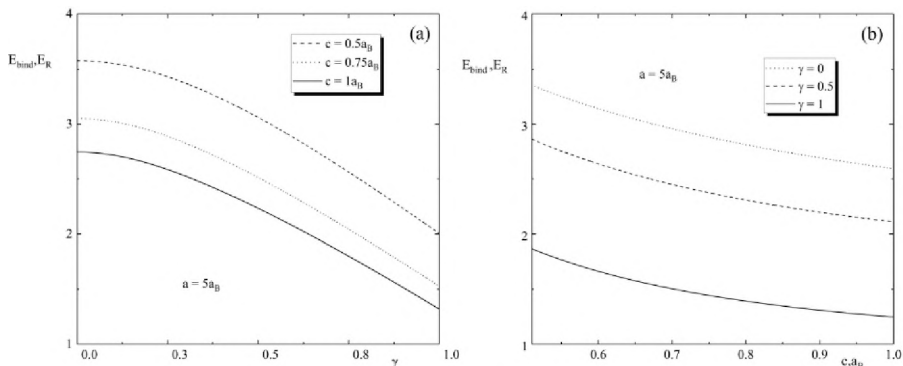 (a)
c = 0.5a_B
c = 0.75a_B
c = 1a_B
E_bind,E_R
4
3
2
1
a = 5a_B
0.0 0.3 0.5 0.8 1.0
γ
(b)
a = 5a_B
γ = 0
γ = 0.5
γ = 1
E_bind,E_R
4
3
2
1
0.6 0.7 0.8 0.9 1.0
c,a_B